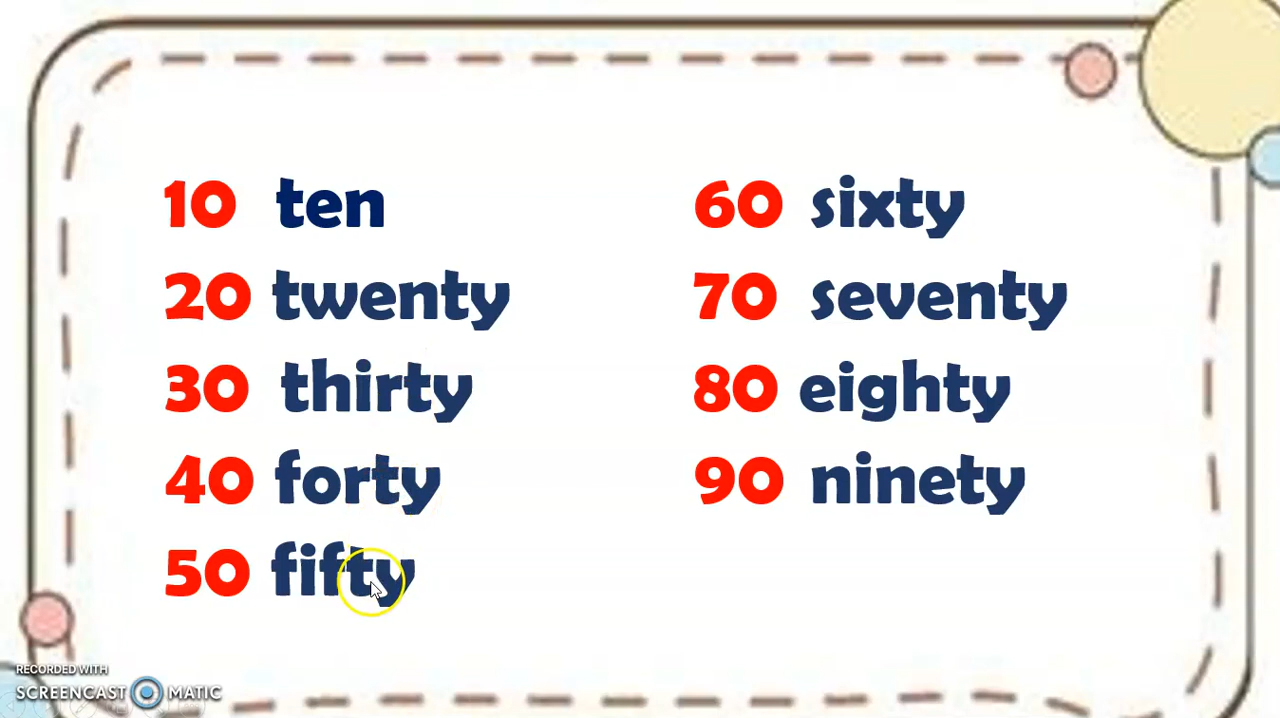 10 ten
20 twenty
30 thirty
40 forty
50 fifty
60 sixty
70 seventy
80 eighty
90 ninety
RECORDED WITH
SCREENCAST MATIC